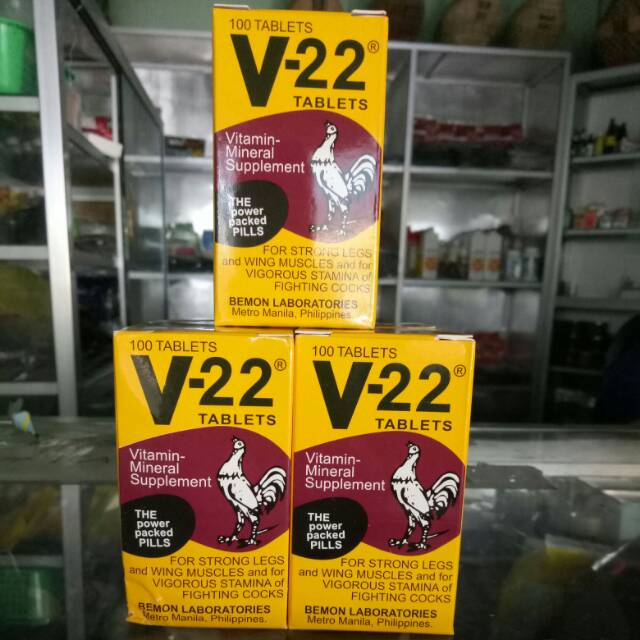 100 TABLETS
V-22®
TABLETS
Vitamin-
Mineral
Supplement
THE
power
packed
PILLS
FOR STRONG LEGS
and WING MUSCLES and for
VIGOROUS STAMINA of
FIGHTING COCKS
BEMON LABORATORIES
Metro Manila, Philippines.
100 TABLETS
V-22®
TABLETS
Vitamin-
Mineral
Supplement
THE
power
packed
PILLS
FOR STRONG LEGS
and WING MUSCLES and for
VIGOROUS STAMINA of
FIGHTING COCKS
BEMON LABORATORIES
Metro Manila, Philippines.
100 TABLETS
V-22®
TABLETS
Vitamin-
Mineral
Supplement
THE
power
packed
PILLS
FOR STRONG LEGS
and WING MUSCLES and for
VIGOROUS STAMINA of
FIGHTING COCKS
BEMON LABORATORIES
Metro Manila, Philippines.